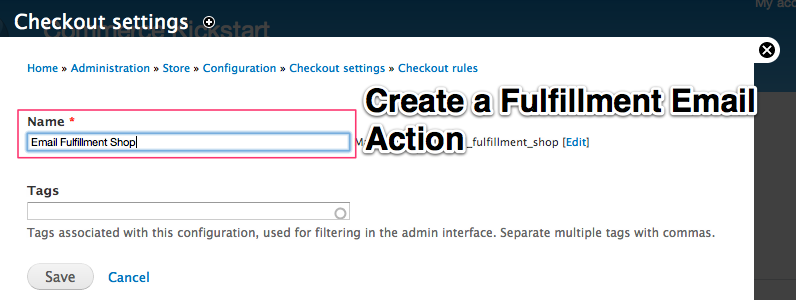 My acc
Checkout settings
Commerce Kickstart
Home » Administration » Store » Configuration » Checkout settings » Checkout rules
Create a Fulfillment Email
Action
Name *
Email Fulfillment Shop
_fulfillment_shop [Edit]
Tags
Tags associated with this configuration, used for filtering in the admin interface. Separate multiple tags with commas.
Save Cancel